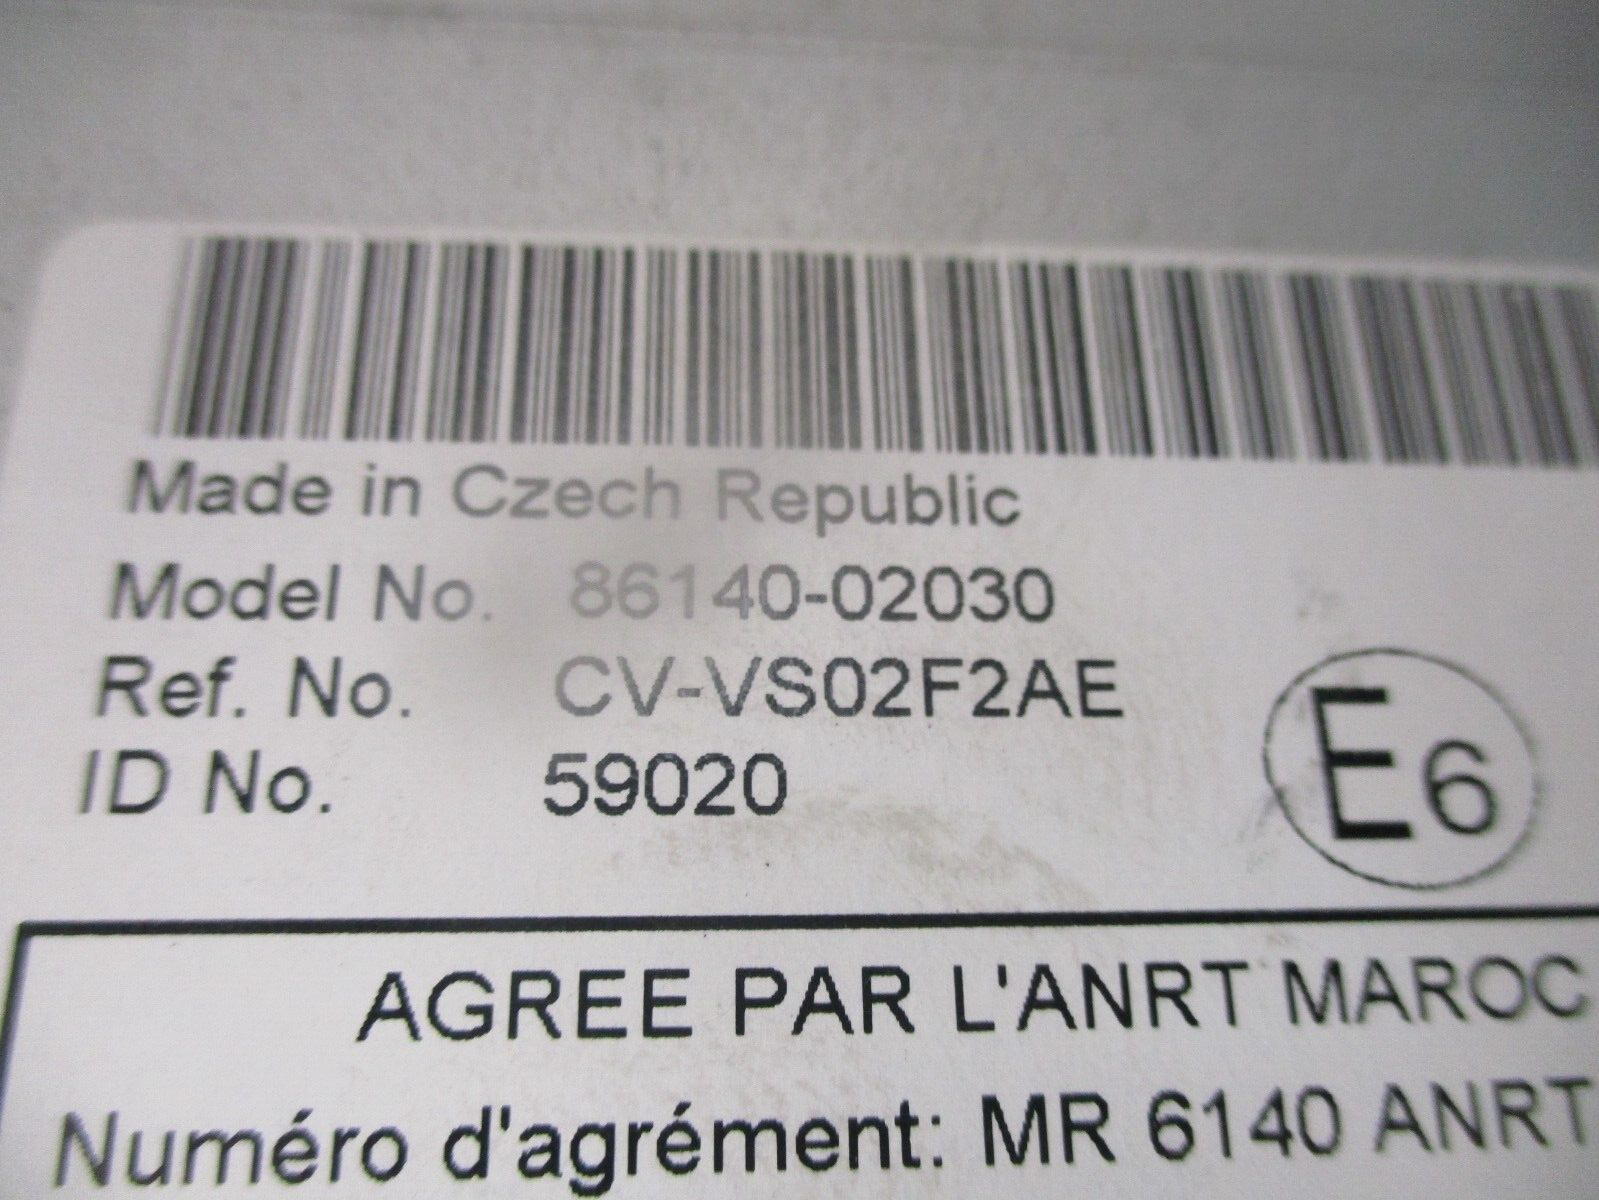 Made in Czech Republic
Model No. 86140-02030
Ref. No. CV-VS02F2AE
ID No. 59020
E6
AGREE PAR L'ANRT MAROC
Numéro d'agrément: MR 6140 ANRT